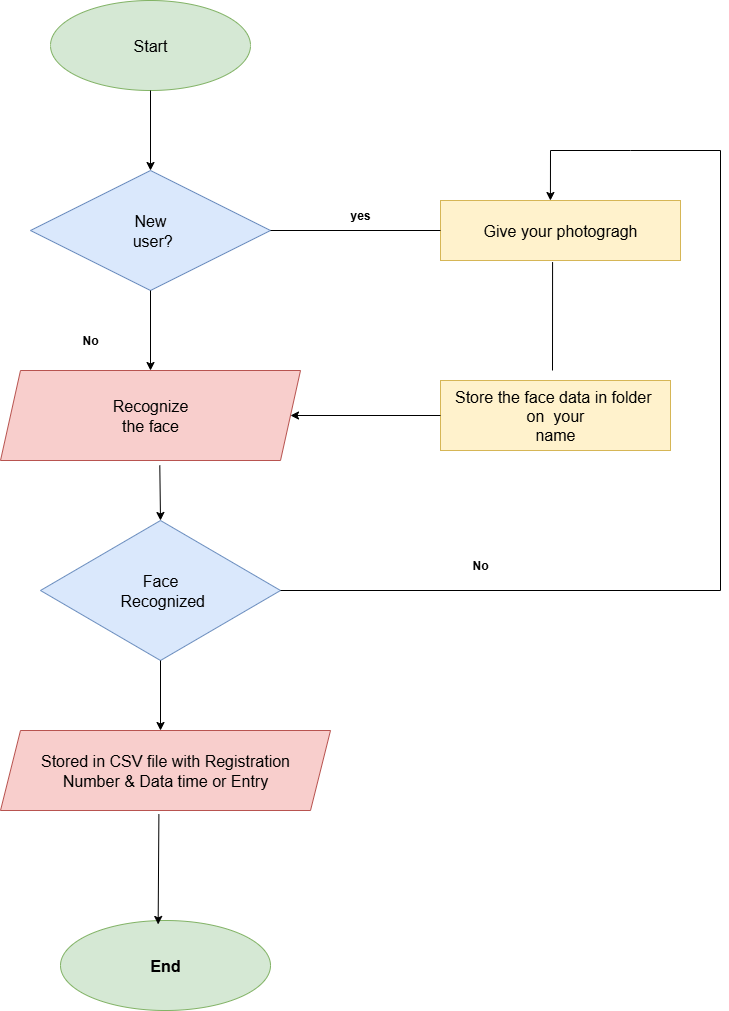 Start
New
user?
yes
Give your photogragh
No
Recognize
the face
Store the face data in folder
on your
name
Face
Recognized
No
Stored in CSV file with Registration
Number & Data time or Entry
End